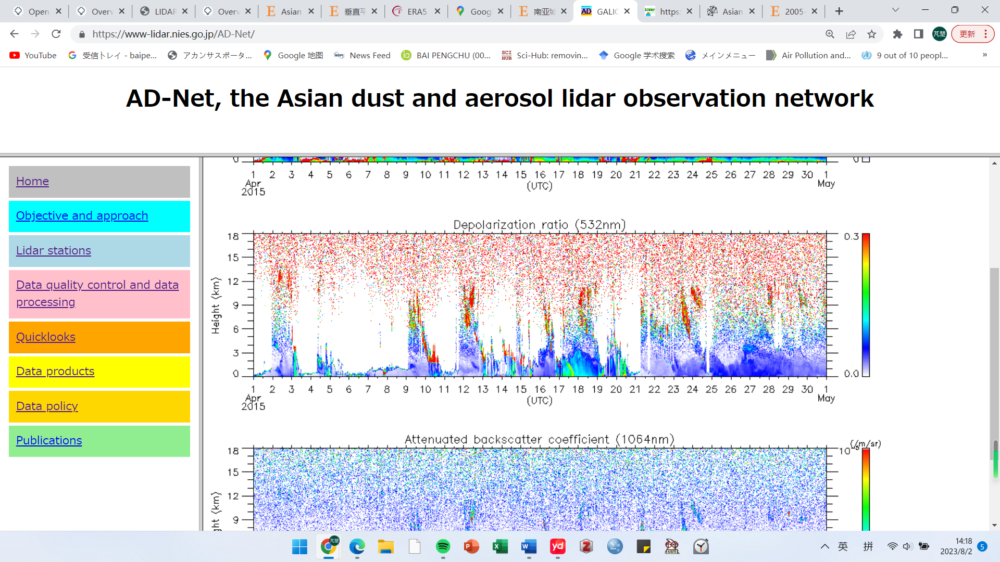 Open
Overv
LIDAR
Overv
Asian
垂直平
ERA5
Goog
南亚城
GALIO
https:
Asian
2005-
https://www-lidar.nies.go.jp/AD-Net/
芃楚
更新
YouTube
受信トレイ - baipe...
アカンサスポータ...
Google 地图
News Feed
BAI PENGCHU (00...
Sci-Hub: removin...
Google 学术搜索
メインメニュー
Air Pollution and...
9 out of 10 peopl...
»
AD-Net, the Asian dust and aerosol lidar observation network
Home
Objective and approach
Lidar stations
Data quality control and data
processing
Quicklooks
Data products
Data policy
Publications
0 0
1 2 3 4 5 6 7 8 9 10 11 12 13 14 15 16 17 18 19 20 21 22 23 24 25 26 27 28 29 30 1
Apr (UTC) May
2015
Depolarization ratio (532nm)
18
15
12
9
6
3
0
Height (km)
0.3
0.0
1 2 3 4 5 6 7 8 9 10 11 12 13 14 15 16 17 18 19 20 21 22 23 24 25 26 27 28 29 30 1
Apr (UTC) May
2015
Attenuated backscatter coefficient (1064nm)
(/m/sr)
18
15
12
9
ght (km)
英
拼
14:18
2023/8/2
5